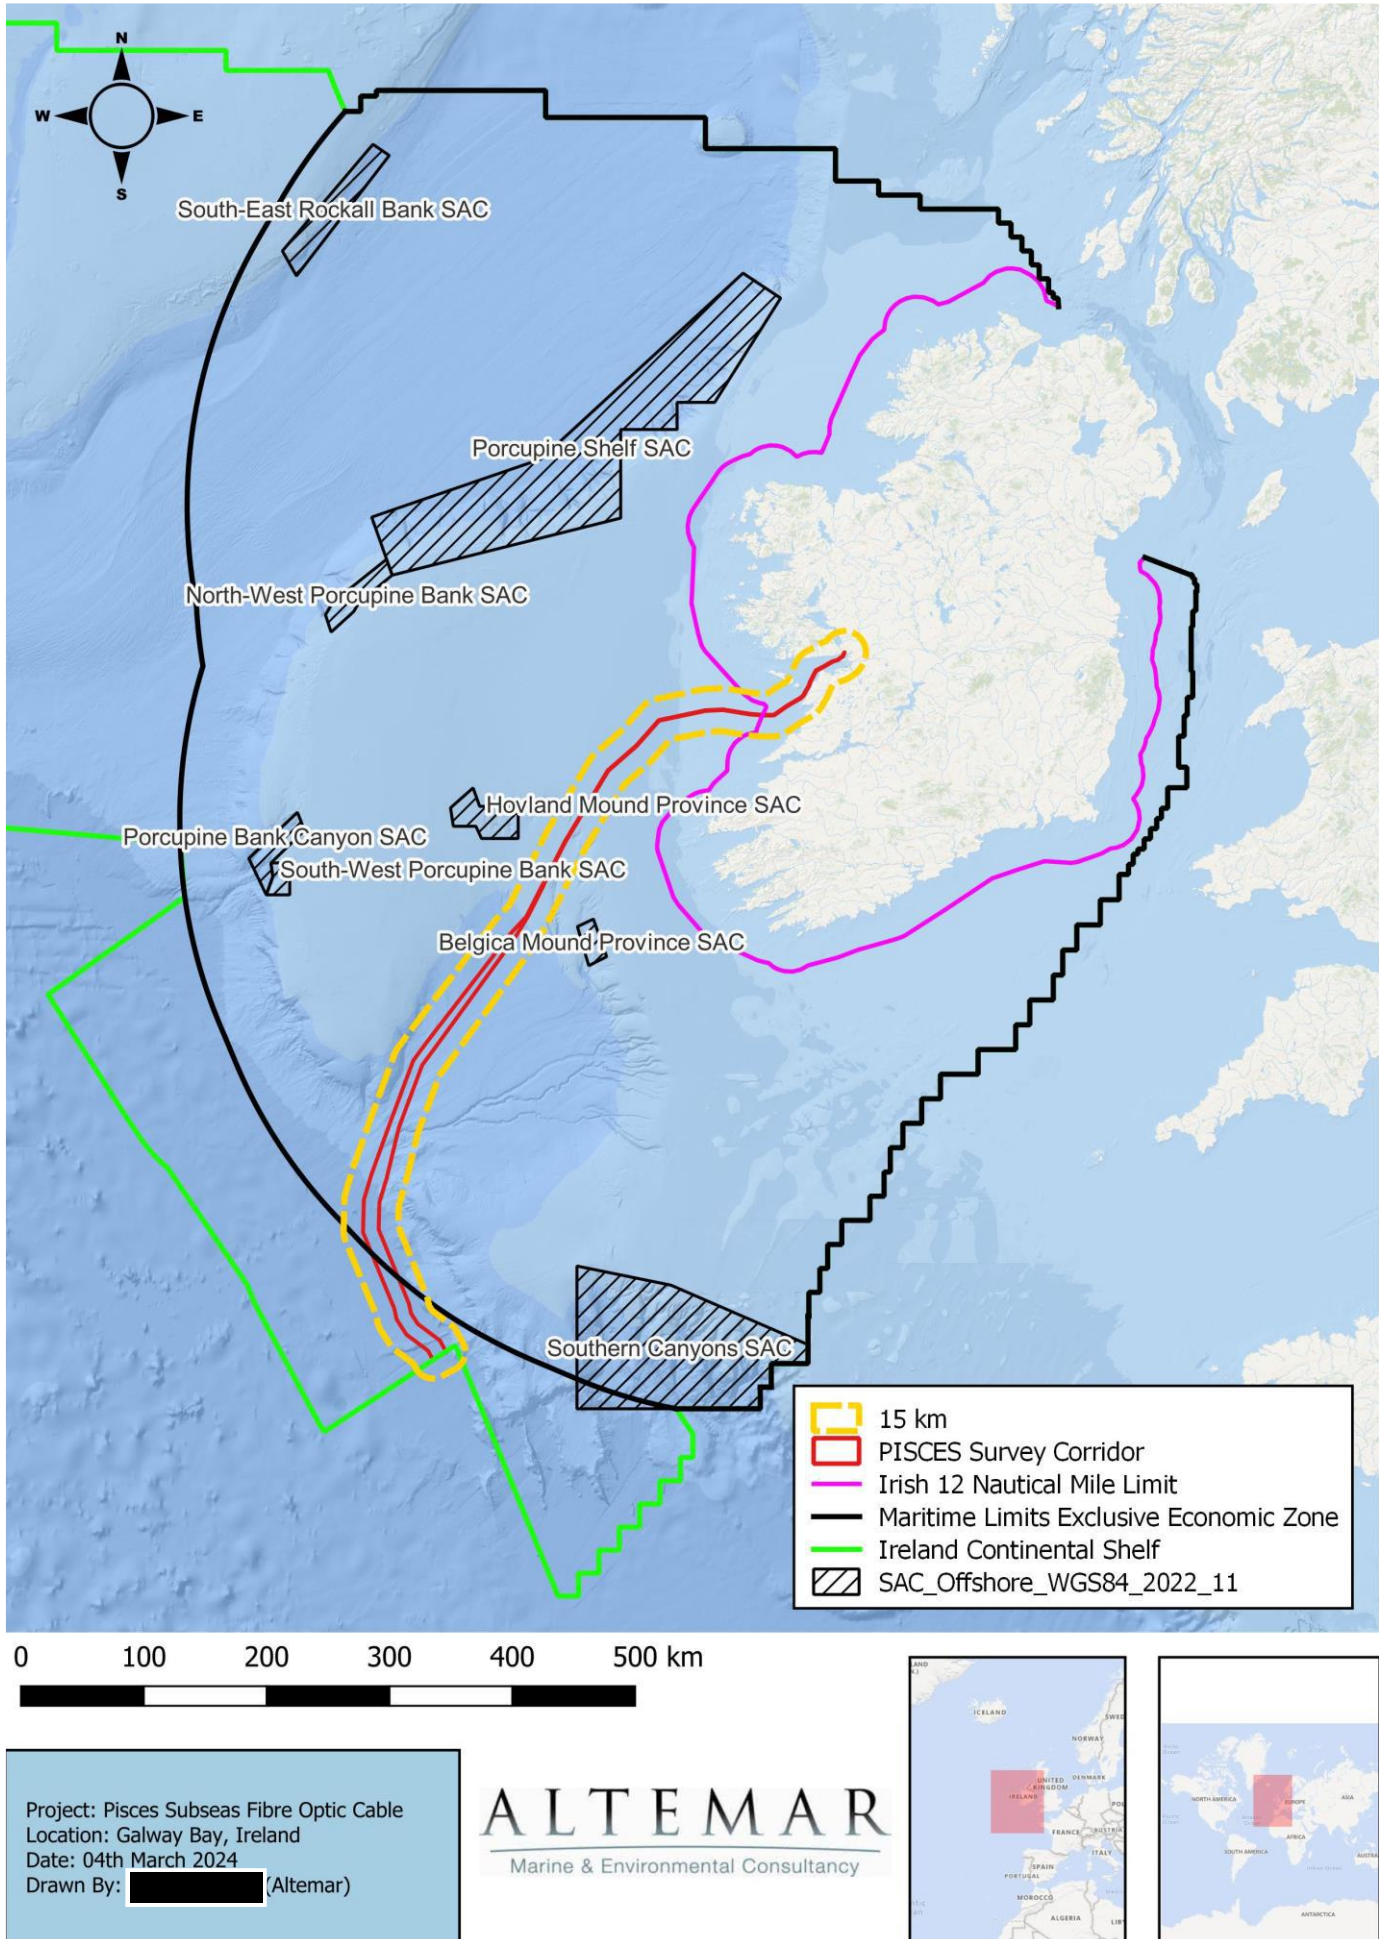 N
W
E
S
South-East Rockall Bank SAC
Porcupine Shelf SAC
North-West Porcupine Bank SAC
Hovland Mound Province SAC
Porcupine Bank Canyon SAC
South-West Porcupine Bank SAC
Belgica Mound Province SAC
Southern Canyons SAC
15 km
PISCES Survey Corridor
Irish 12 Nautical Mile Limit
Maritime Limits Exclusive Economic Zone
Ireland Continental Shelf
SAC_Offshore_WGS84_2022_11
0 100 200 300 400 500 km
Project: Pisces Subseas Fibre Optic Cable
Location: Galway Bay, Ireland
Date: 04th March 2024
Drawn By: (Altemar)
ALTEMAR
Marine & Environmental Consultancy
ICELAND
NORWAY
UNITED
KINGDOM
DENMARK
IRELAND
FRANCE
ITALY
SPAIN
PORTUGAL
MOROCCO
ALGERIA
NORTH AMERICA
EUROPE
ASIA
AFRICA
SOUTH AMERICA
ANTARCTICA